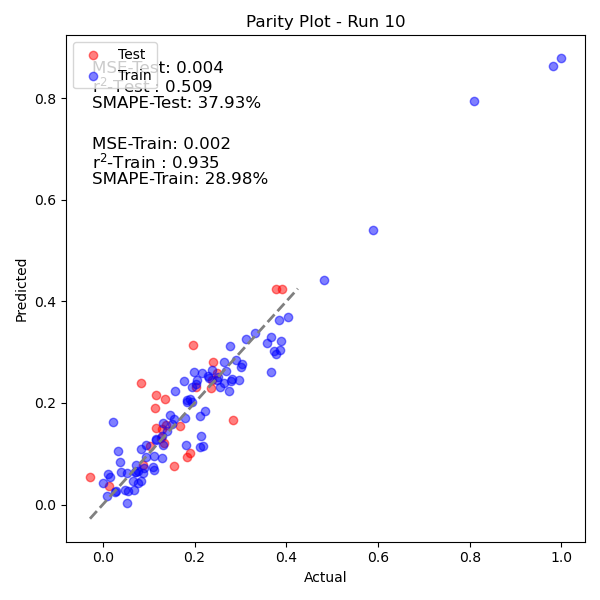 Parity Plot - Run 10
Test
Train
MSE-Test: 0.004
r²-Test : 0.509
SMAPE-Test: 37.93%
MSE-Train: 0.002
r²-Train : 0.935
SMAPE-Train: 28.98%
Predicted
0.8
0.6
0.4
0.2
0.0
0.0 0.2 0.4 0.6 0.8 1.0
Actual